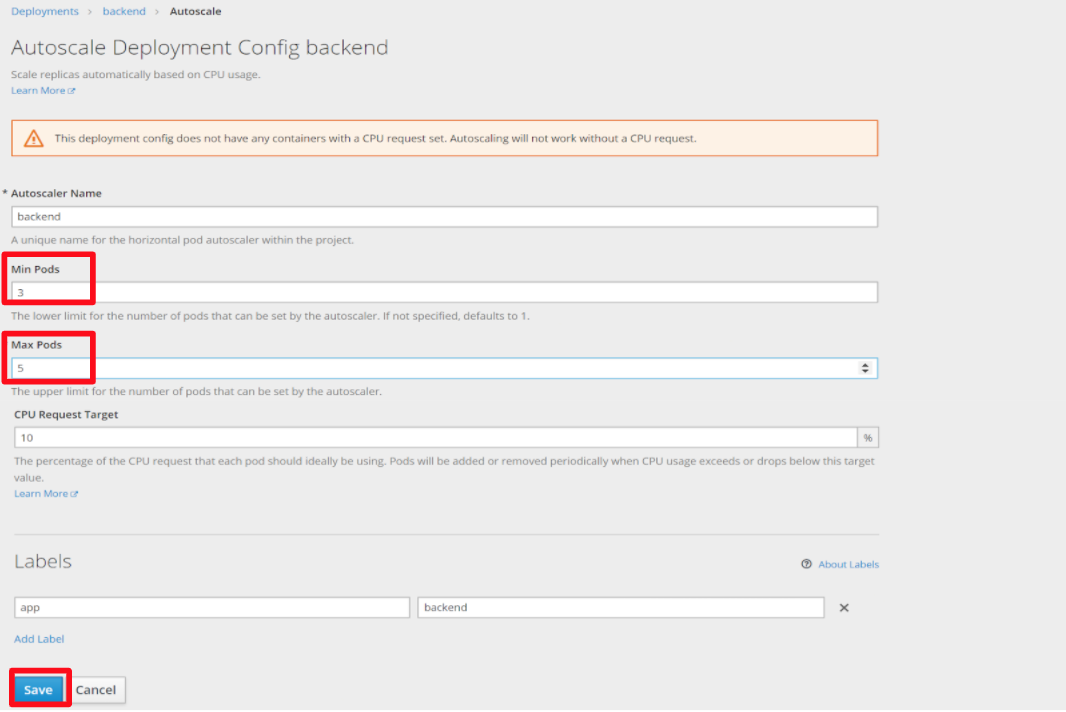 Deployments > backend > Autoscale
Autoscale Deployment Config backend
Scale replicas automatically based on CPU usage.
Learn More
This deployment config does not have any containers with a CPU request set. Autoscaling will not work without a CPU request.
* Autoscaler Name
backend
A unique name for the horizontal pod autoscaler within the project.
Min Pods
3
The lower limit for the number of pods that can be set by the autoscaler. If not specified, defaults to 1.
Max Pods
5
The upper limit for the number of pods that can be set by the autoscaler.
CPU Request Target
10 %
The percentage of the CPU request that each pod should ideally be using. Pods will be added or removed periodically when CPU usage exceeds or drops below this target
value.
Learn More
Labels About Labels
app backend
Add Label
Save Cancel